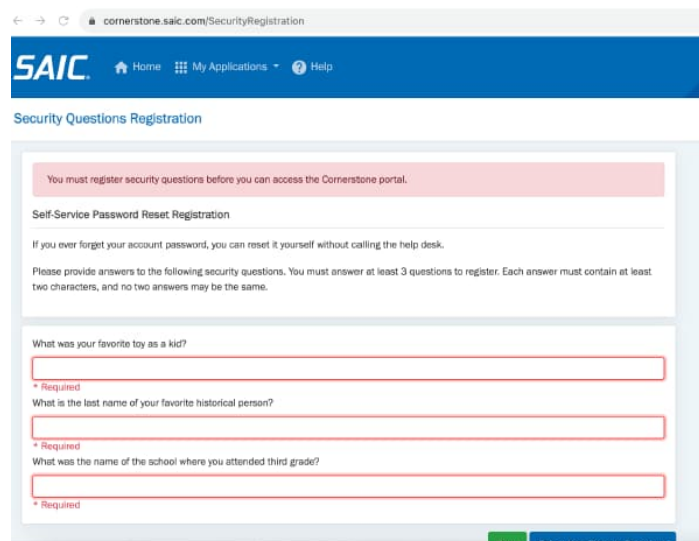 cornerstone.saic.com/SecurityRegistration
SAIC. Home My Applications Help
Security Questions Registration
You must register security questions before you can access the Cornerstone portal.
Self-Service Password Reset Registration
If you ever forget your account password, you can reset it yourself without calling the help desk.
Please provide answers to the following security questions. You must answer at least 3 questions to register. Each answer must contain at least
two characters, and no two answers may be the same.
What was your favorite toy as a kid?
* Required
What is the last name of your favorite historical person?
* Required
What was the name of the school where you attended third grade?
* Required